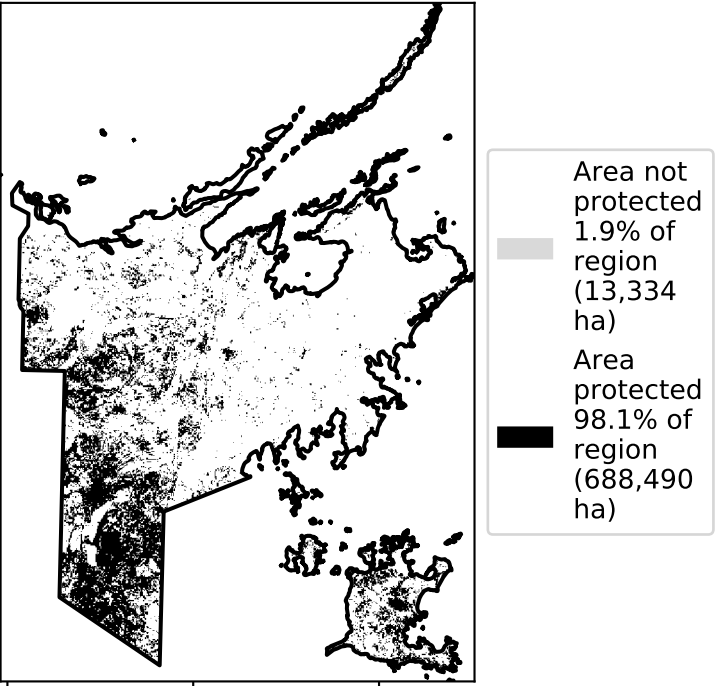 Area not
protected
1.9% of
region
(13,334
ha)
Area
protected
98.1% of
region
(688,490
ha)